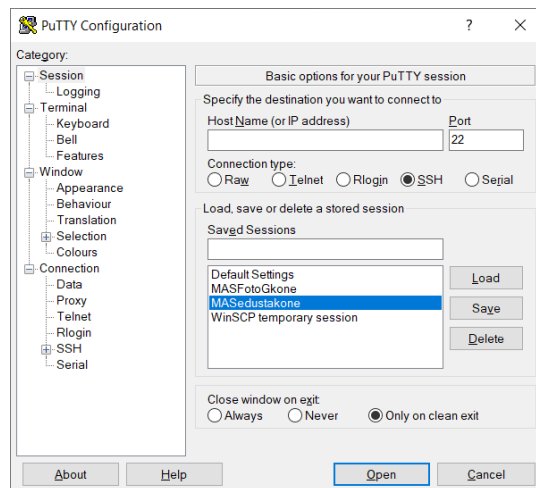 PuTTY Configuration
? ×
Category:
Session
Logging
Terminal
Keyboard
Bell
Features
Window
Appearance
Behaviour
Translation
Selection
Colours
Connection
Data
Proxy
Telnet
Rlogin
SSH
Serial
Basic options for your PuTTY session
Specify the destination you want to connect to
Host Name (or IP address) Port
22
Connection type:
Raw Telnet Rlogin SSH Serial
Load, save or delete a stored session
Saved Sessions
Default Settings
MASFotoGkone
MASedustakone
WinSCP temporary session
Load
Save
Delete
Close window on exit:
Always Never Only on clean exit
About Help Open Cancel